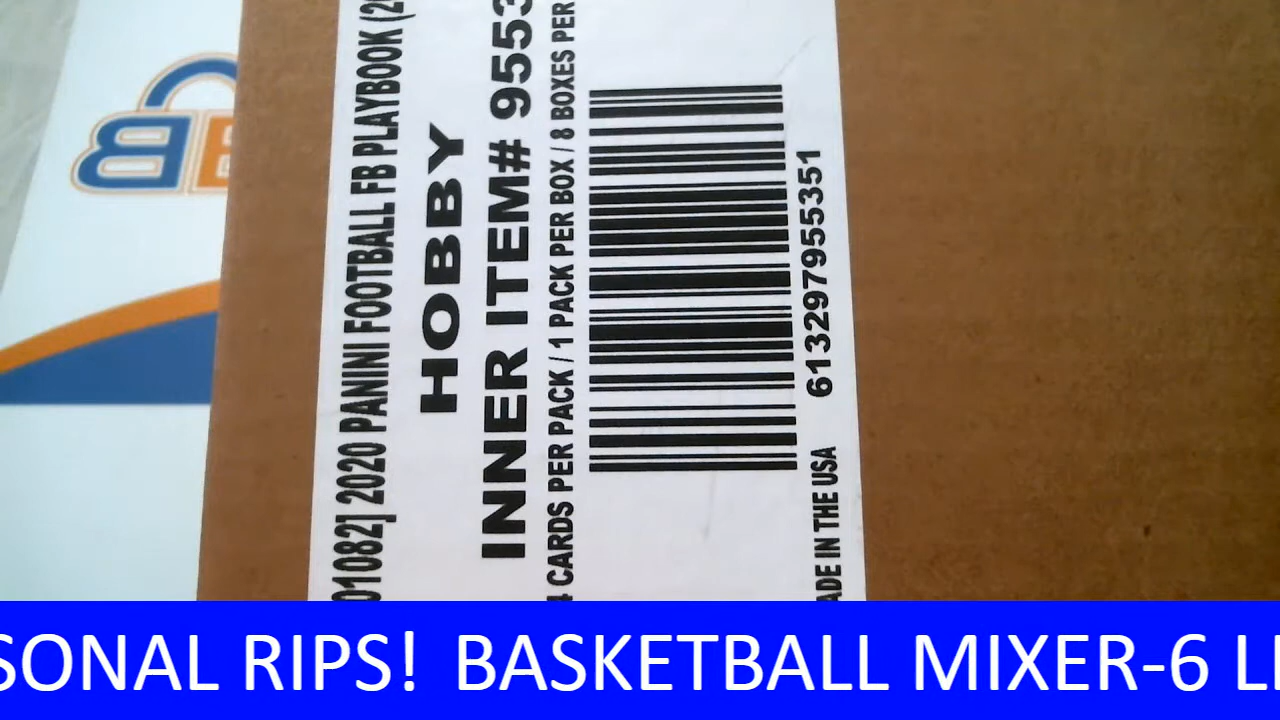 01082] 2020 PANINI FOOTBALL FB PLAYBOOK
HOBBY
INNER ITEM# 9553
4 CARDS PER PACK / 1 PACK PER BOX / 8 BOXES PER
613297955351
ADE IN THE USA
SONAL RIPS! BASKETBALL MIXER-6